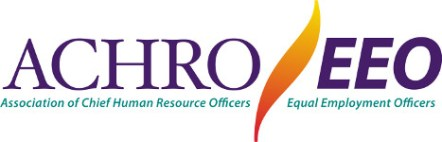 ACHRO EEO
Association of Chief Human Resource Officers Equal Employment Officers